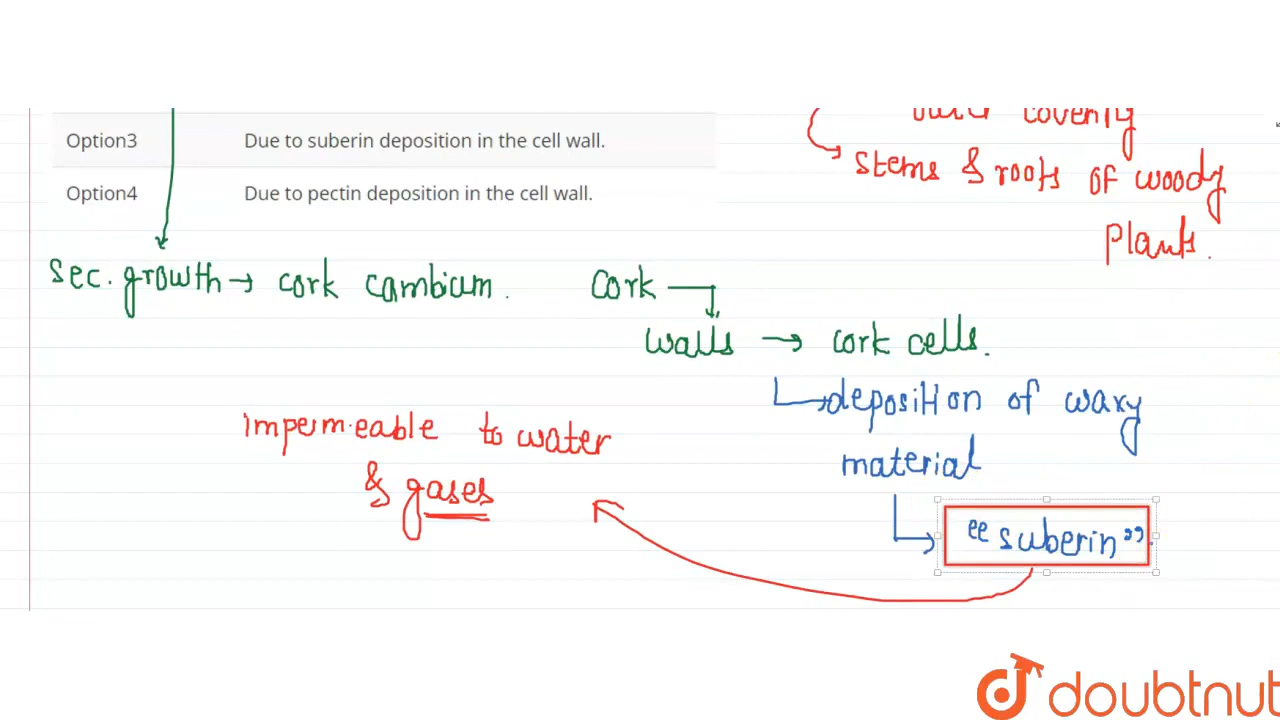 outer covering
Option3 Due to suberin deposition in the cell wall.
stems & roots of woody
plants.
Option4 Due to pectin deposition in the cell wall.
sec. growth → cork cambium.
cork
walls → cork cells.
deposition of waxy
material
"suberin".
impermeable to water
& gases
doubtnut